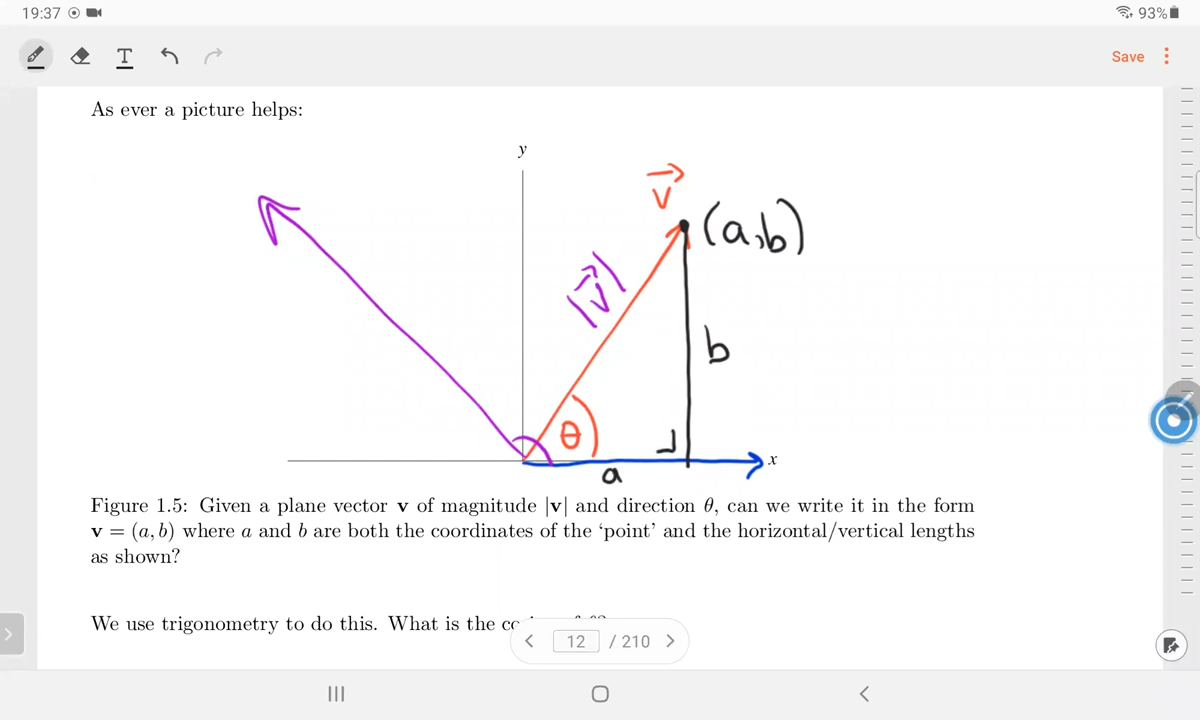 19:37
93%
T
Save
As ever a picture helps:
y
v
(a,b)
|v|
b
θ
x
a
Figure 1.5: Given a plane vector v of magnitude |v| and direction θ, can we write it in the form
v = (a, b) where a and b are both the coordinates of the ‘point’ and the horizontal/vertical lengths
as shown?
We use trigonometry to do this. What is the
12 / 210